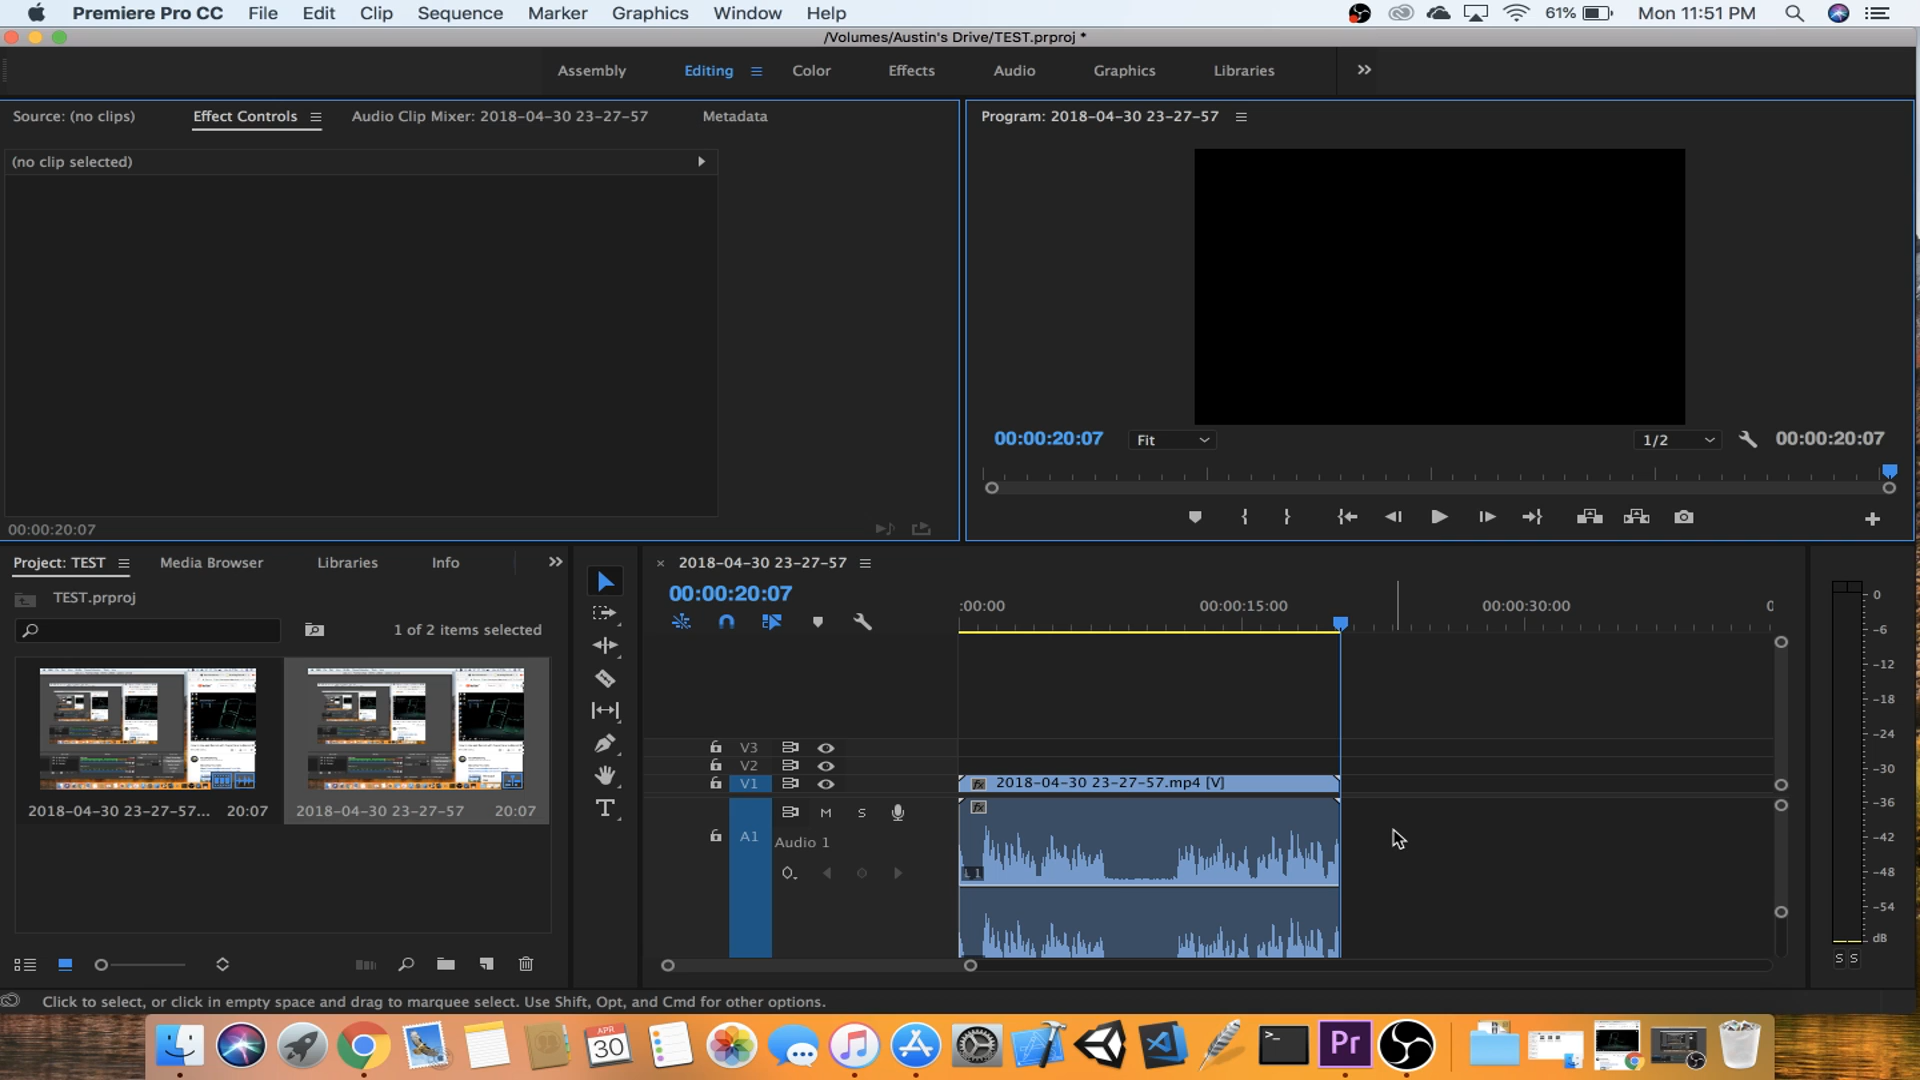 Premiere Pro CC File Edit Clip Sequence Marker Graphics Window Help 61% Mon 11:51 PM
/Volumes/Austin's Drive/TEST.prproj *
Assembly Editing Color Effects Audio Graphics Libraries
Source: (no clips) Effect Controls Audio Clip Mixer: 2018-04-30 23-27-57 Metadata
Program: 2018-04-30 23-27-57
(no clip selected)
00:00:20:07 Fit 1/2 00:00:20:07
00:00:20:07
Project: TEST Media Browser Libraries Info
2018-04-30 23-27-57
TEST.prproj
00:00:20:07
:00:00 00:00:15:00 00:00:30:00
1 of 2 items selected
V3
V2
V1 2018-04-30 23-27-57.mp4 [V]
2018-04-30 23-27-57... 20:07 2018-04-30 23-27-57 20:07
M S
A1
Audio 1
L 1
0
-6
-12
-18
-24
-30
-36
-42
-48
-54
dB
S S
Click to select, or click in empty space and drag to marquee select. Use Shift, Opt, and Cmd for other options.
APR
30
Pr